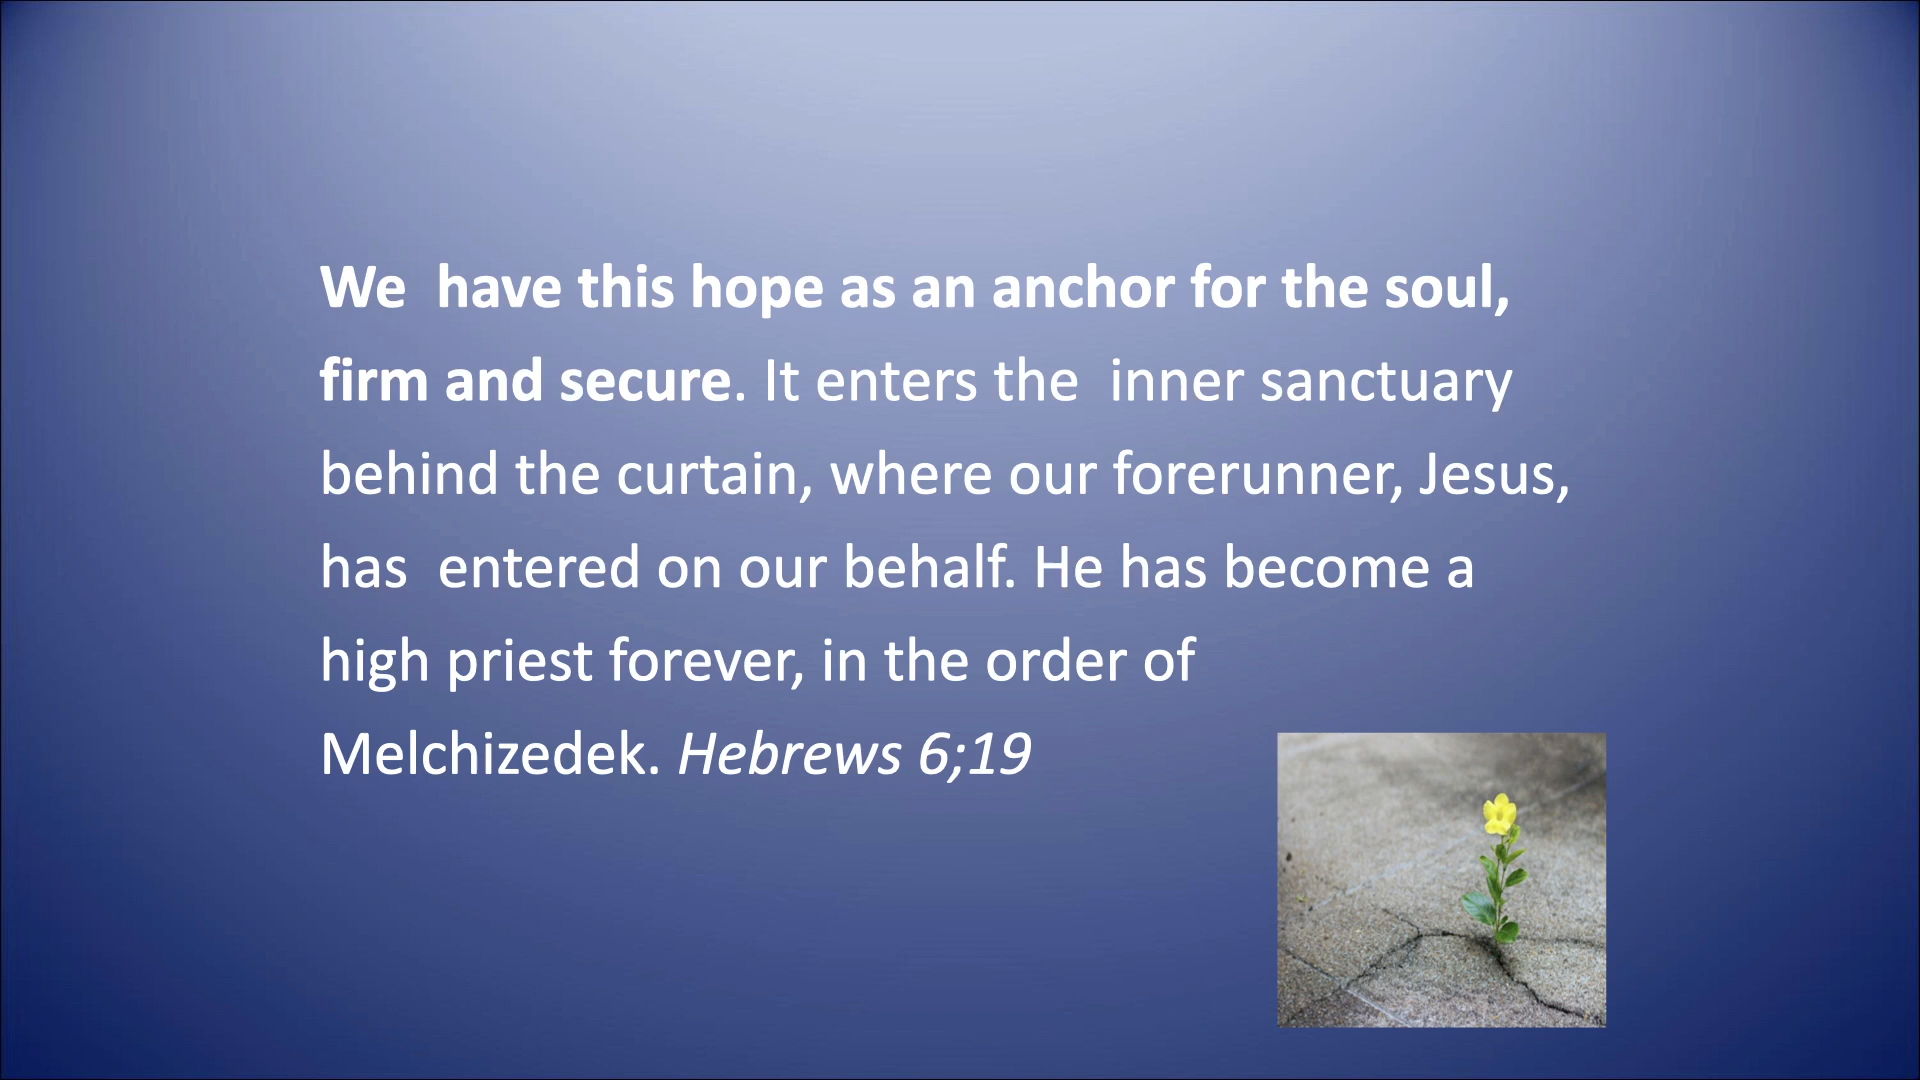 We  have this hope as an anchor for the soul,
firm and secure. It enters the  inner sanctuary
behind the curtain, where our forerunner, Jesus,
has  entered on our behalf. He has become a
high priest forever, in the order of
Melchizedek. Hebrews 6;19